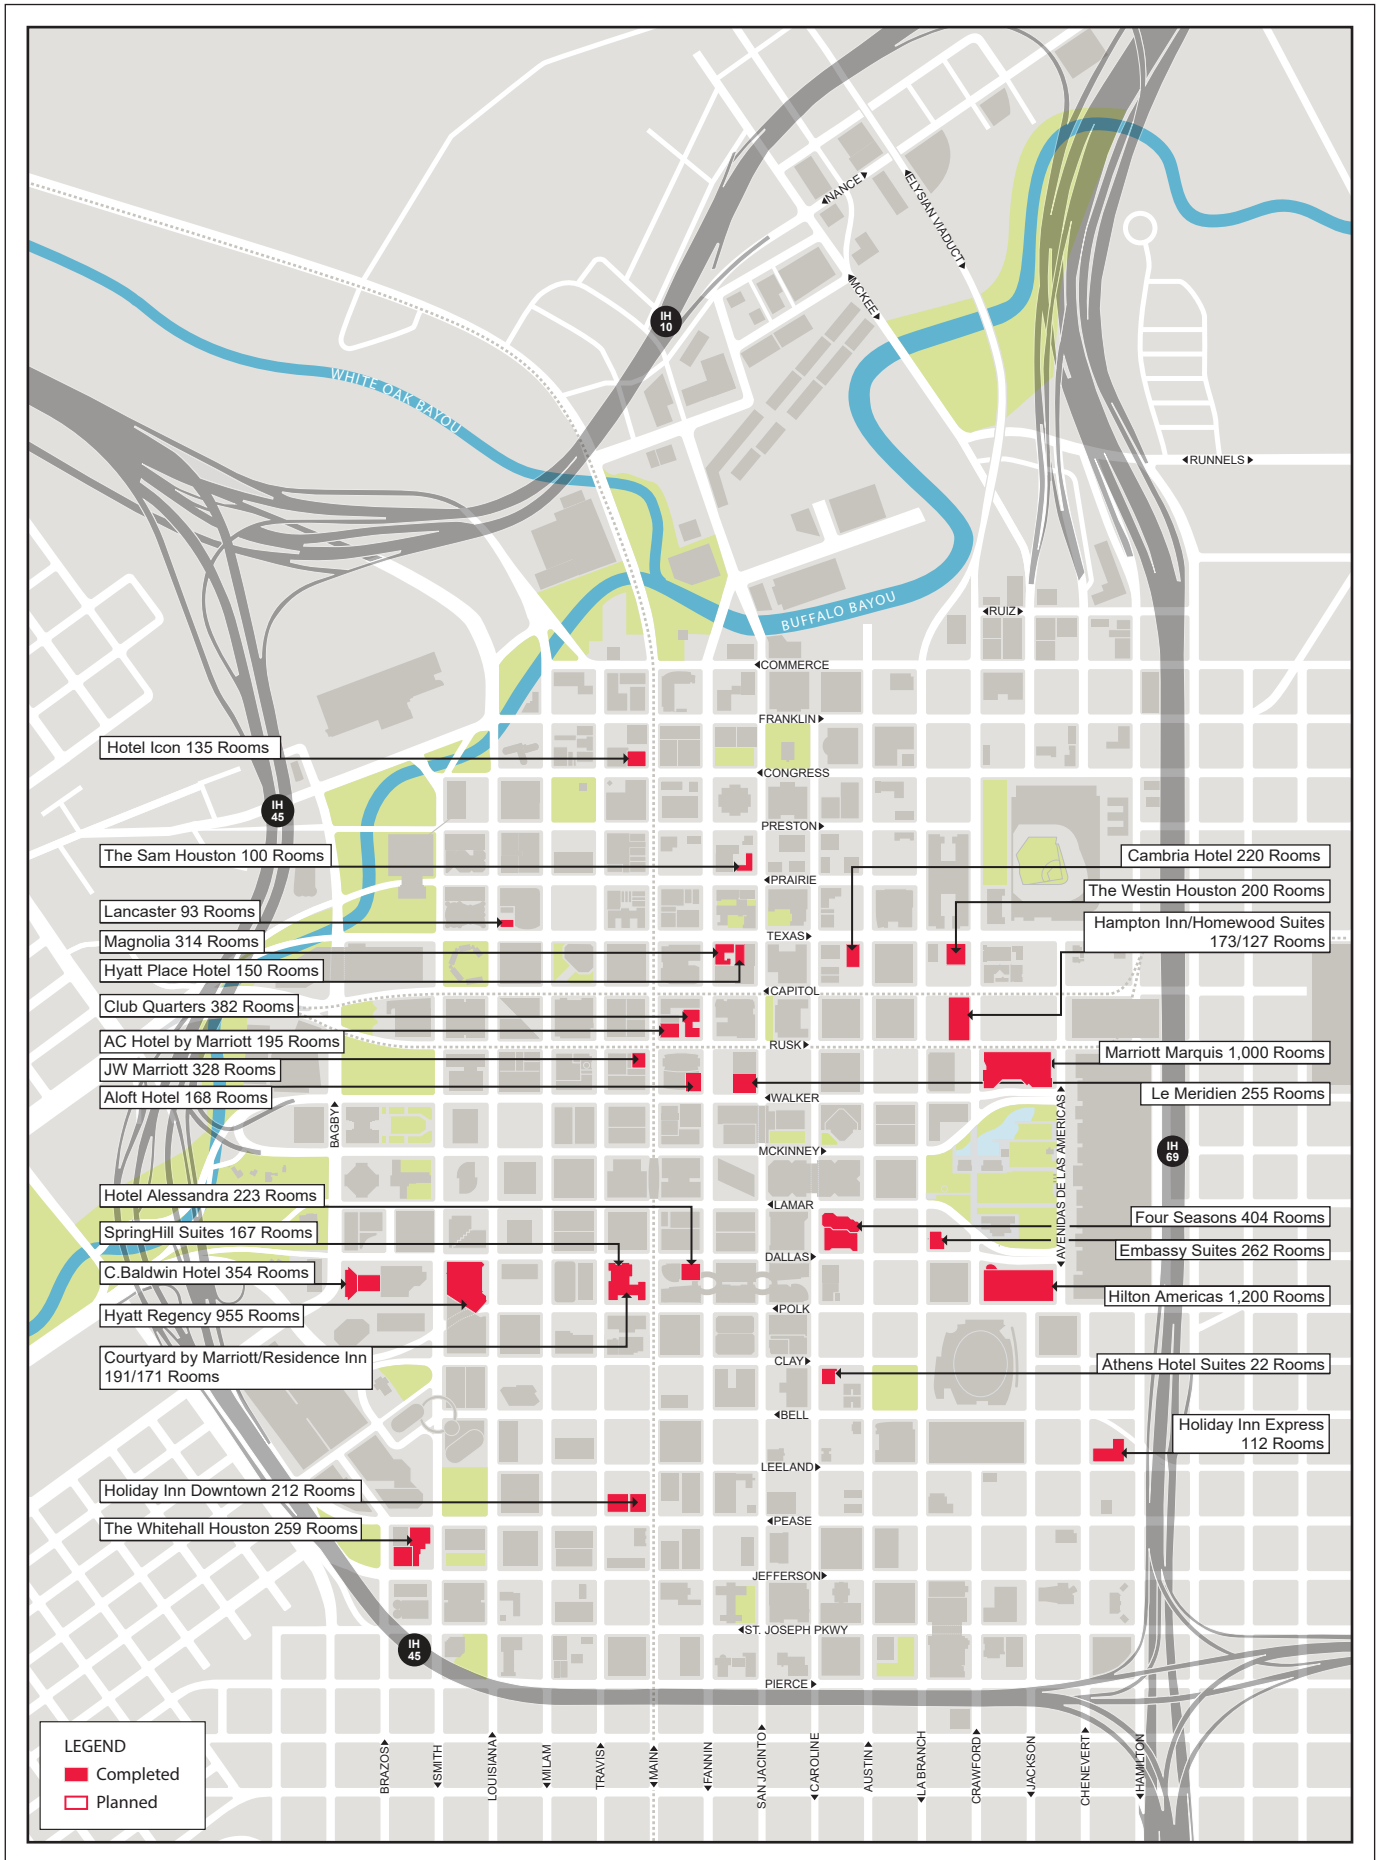 NANCE
ELYSIAN VIADUCT
MCKEE
IH
10
WHITE OAK BAYOU
RUNNELS
BUFFALO BAYOU
RUIZ
COMMERCE
FRANKLIN
Hotel Icon 135 Rooms
CONGRESS
IH
45
PRESTON
The Sam Houston 100 Rooms
Cambria Hotel 220 Rooms
PRAIRIE
The Westin Houston 200 Rooms
Lancaster 93 Rooms
Hampton Inn/Homewood Suites
173/127 Rooms
TEXAS
Magnolia 314 Rooms
Hyatt Place Hotel 150 Rooms
CAPITOL
Club Quarters 382 Rooms
AC Hotel by Marriott 195 Rooms
RUSK
Marriott Marquis 1,000 Rooms
JW Marriott 328 Rooms
Le Meridien 255 Rooms
Aloft Hotel 168 Rooms
WALKER
BAGBY
AVENIDAS DE LAS AMERICAS
MCKINNEY
IH
69
Hotel Alessandra 223 Rooms
LAMAR
Four Seasons 404 Rooms
SpringHill Suites 167 Rooms
Embassy Suites 262 Rooms
DALLAS
C.Baldwin Hotel 354 Rooms
Hilton Americas 1,200 Rooms
POLK
Hyatt Regency 955 Rooms
Courtyard by Marriott/Residence Inn
191/171 Rooms
CLAY
Athens Hotel Suites 22 Rooms
BELL
Holiday Inn Express
112 Rooms
LEELAND
Holiday Inn Downtown 212 Rooms
PEASE
The Whitehall Houston 259 Rooms
JEFFERSON
ST. JOSEPH PKWY
IH
45
PIERCE
LEGEND
Completed
Planned
BRAZOS
SMITH
LOUISIANA
MILAM
TRAVIS
MAIN
FANNIN
SAN JACINTO
CAROLINE
AUSTIN
LA BRANCH
CRAWFORD
JACKSON
CHENEVERT
HAMILTON